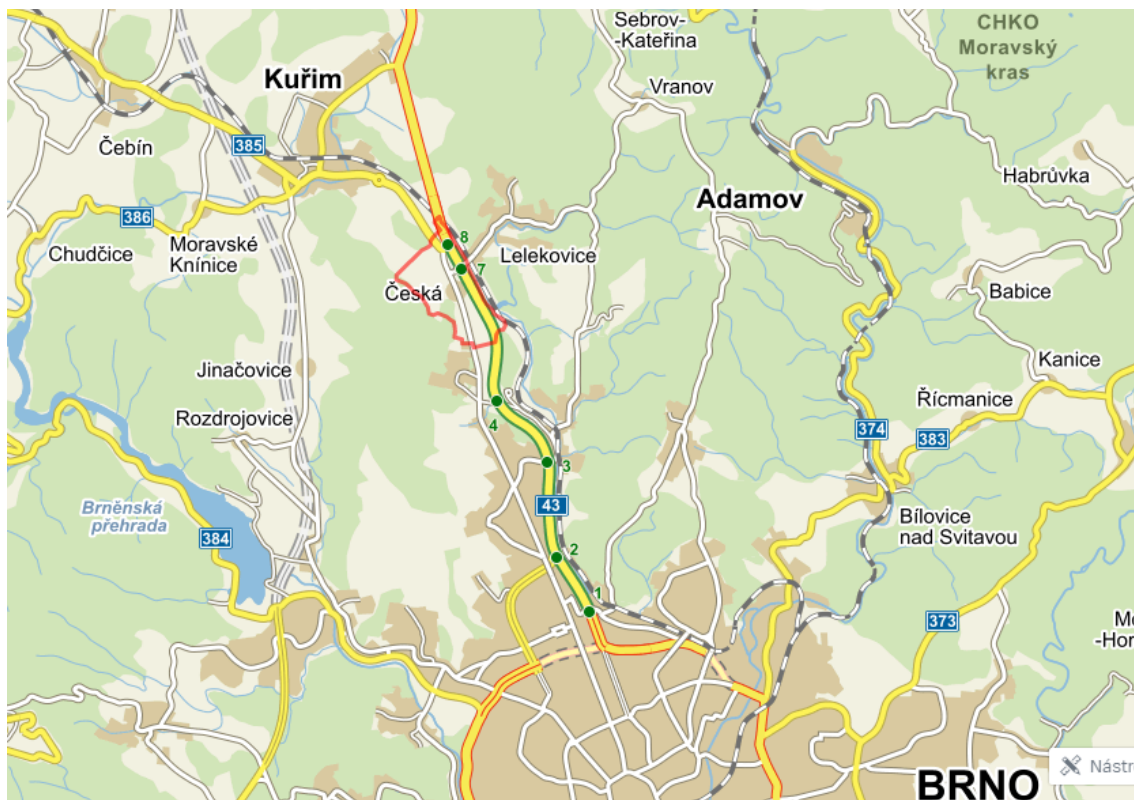 Sebrov-
-Kateřina
CHKO
Moravský
kras
Kuřim
Vranov
Čebín
385
Habrůvka
Adamov
386
Chudčice
Moravské
Knínice
8
7
Lelekovice
Česká
Babice
Jinačovice
Kanice
Řícmanice
Rozdrojovice
4
374
383
3
Brněnská
přehrada
43
384
Bílovice
nad Svitavou
2
1
373
-Hor
BRNO
Nástr